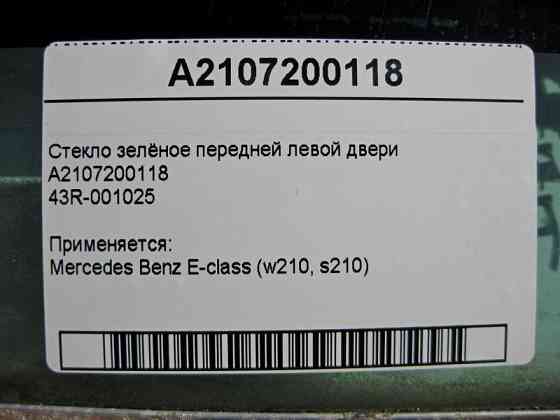 A2107200118
Стекло зелёное передней левой двери
A2107200118
43R-001025
Применяется:
Mercedes Benz E-class (w210, s210)